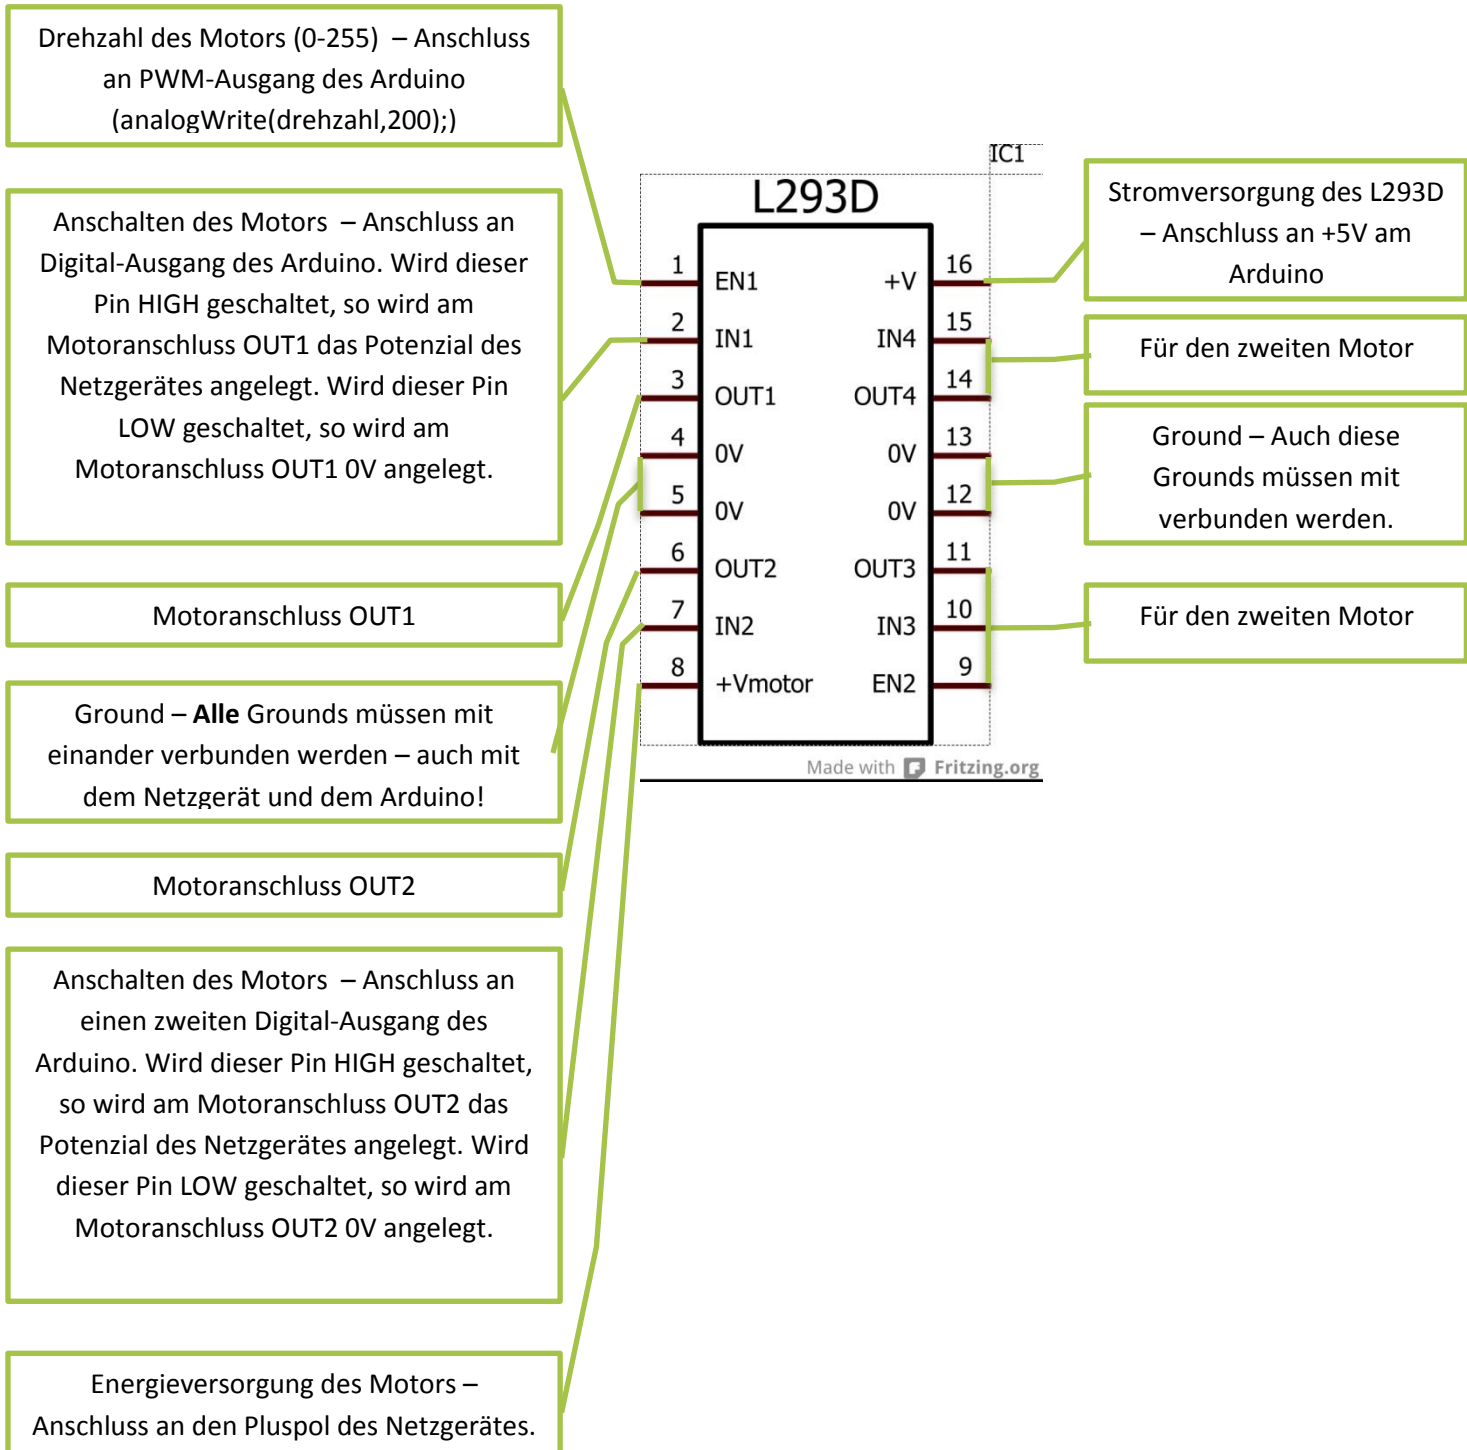 Drehzahl des Motors (0-255)  – Anschluss
an PWM-Ausgang des Arduino
(analogWrite(drehzahl,200);)
Anschalten des Motors  – Anschluss an
Digital-Ausgang des Arduino. Wird dieser
Pin HIGH geschaltet, so wird am
Motoranschluss OUT1 das Potenzial des
Netzgerätes angelegt. Wird dieser Pin
LOW geschaltet, so wird am
Motoranschluss OUT1 0V angelegt.
Motoranschluss OUT1
Ground – Alle Grounds müssen mit
einander verbunden werden – auch mit
dem Netzgerät und dem Arduino!
Motoranschluss OUT2
Anschalten des Motors  – Anschluss an
einen zweiten Digital-Ausgang des
Arduino. Wird dieser Pin HIGH geschaltet,
so wird am Motoranschluss OUT2 das
Potenzial des Netzgerätes angelegt. Wird
dieser Pin LOW geschaltet, so wird am
Motoranschluss OUT2 0V angelegt.
Energieversorgung des Motors –
Anschluss an den Pluspol des Netzgerätes.
IC1
L293D
1 EN1 +V 16
2 IN1 IN4 15
3 OUT1 OUT4 14
4 0V 0V 13
5 0V 0V 12
6 OUT2 OUT3 11
7 IN2 IN3 10
8 +Vmotor EN2 9
Made with Fritzing.org
Stromversorgung des L293D
– Anschluss an +5V am
Arduino
Für den zweiten Motor
Ground – Auch diese
Grounds müssen mit
verbunden werden.
Für den zweiten Motor